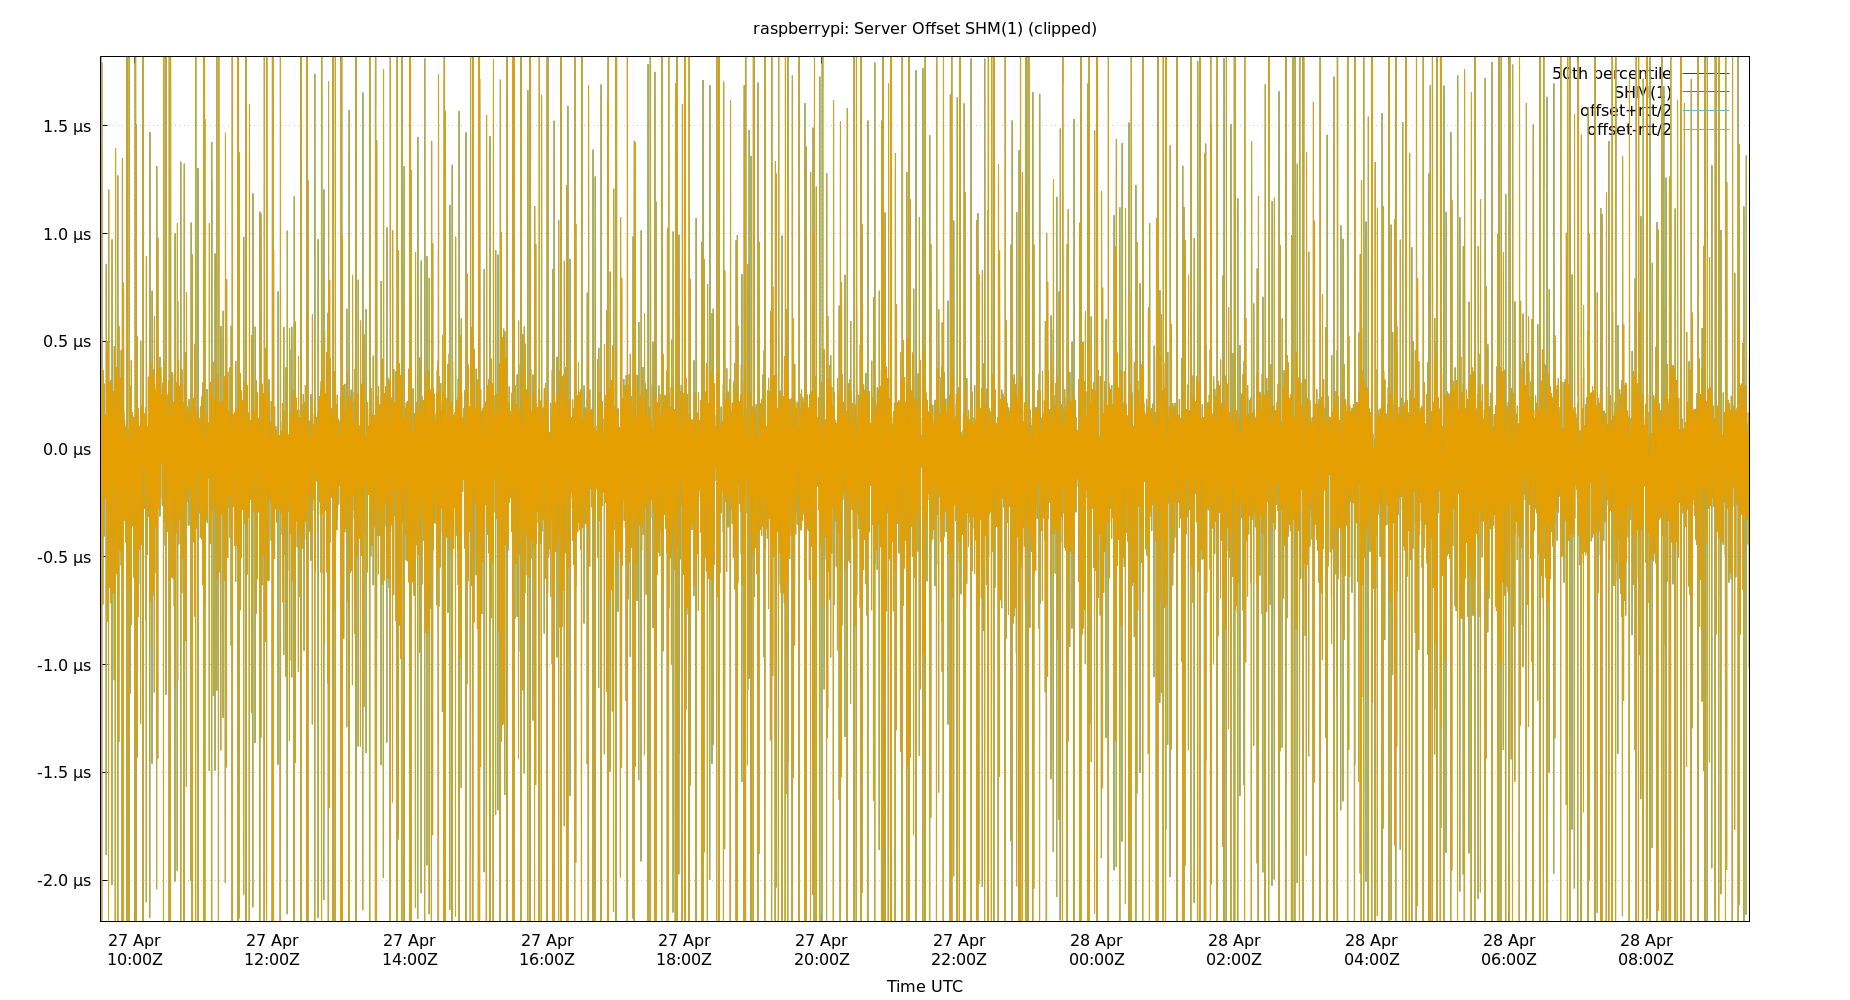 raspberrypi: Server Offset SHM(1) (clipped)
50th percentile
SHM(1)
offset+rtt/2
offset-rtt/2
1.5 µs
1.0 µs
0.5 µs
0.0 µs
-0.5 µs
-1.0 µs
-1.5 µs
-2.0 µs
27 Apr 27 Apr 27 Apr 27 Apr 27 Apr 27 Apr 27 Apr 28 Apr 28 Apr 28 Apr 28 Apr 28 Apr
10:00Z 12:00Z 14:00Z 16:00Z 18:00Z 20:00Z 22:00Z 00:00Z 02:00Z 04:00Z 06:00Z 08:00Z
Time UTC